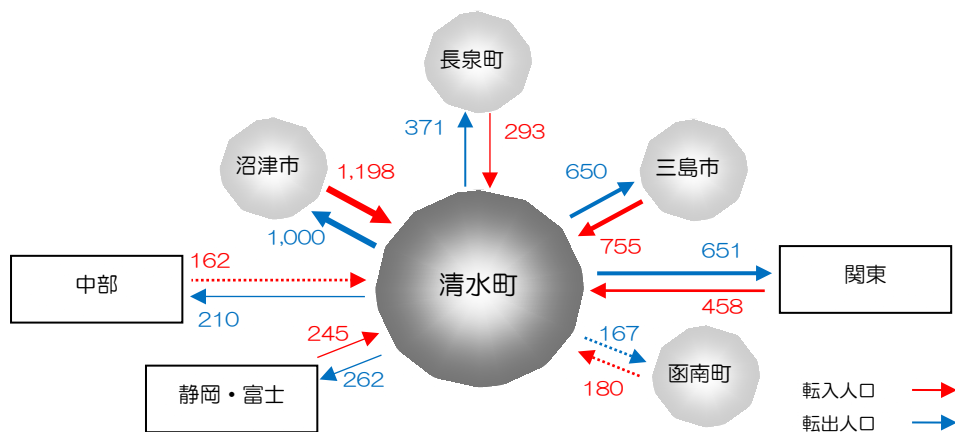 長泉町
371
293
沼津市
1,198
1,000
650
三島市
755
清水町
中部
162
210
651
関東
458
245
262
静岡・富士
167
180
函南町
転入人口
転出人口